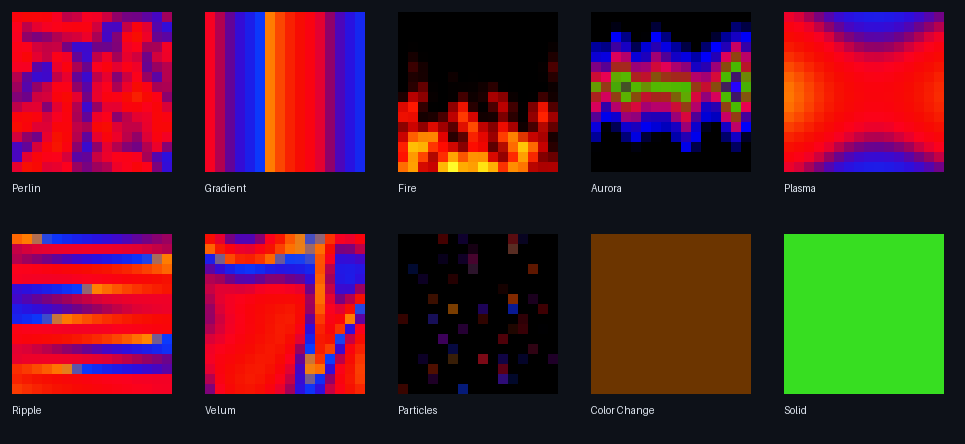 Perlin
Gradient
Fire
Aurora
Plasma
Ripple
Velum
Particles
Color Change
Solid